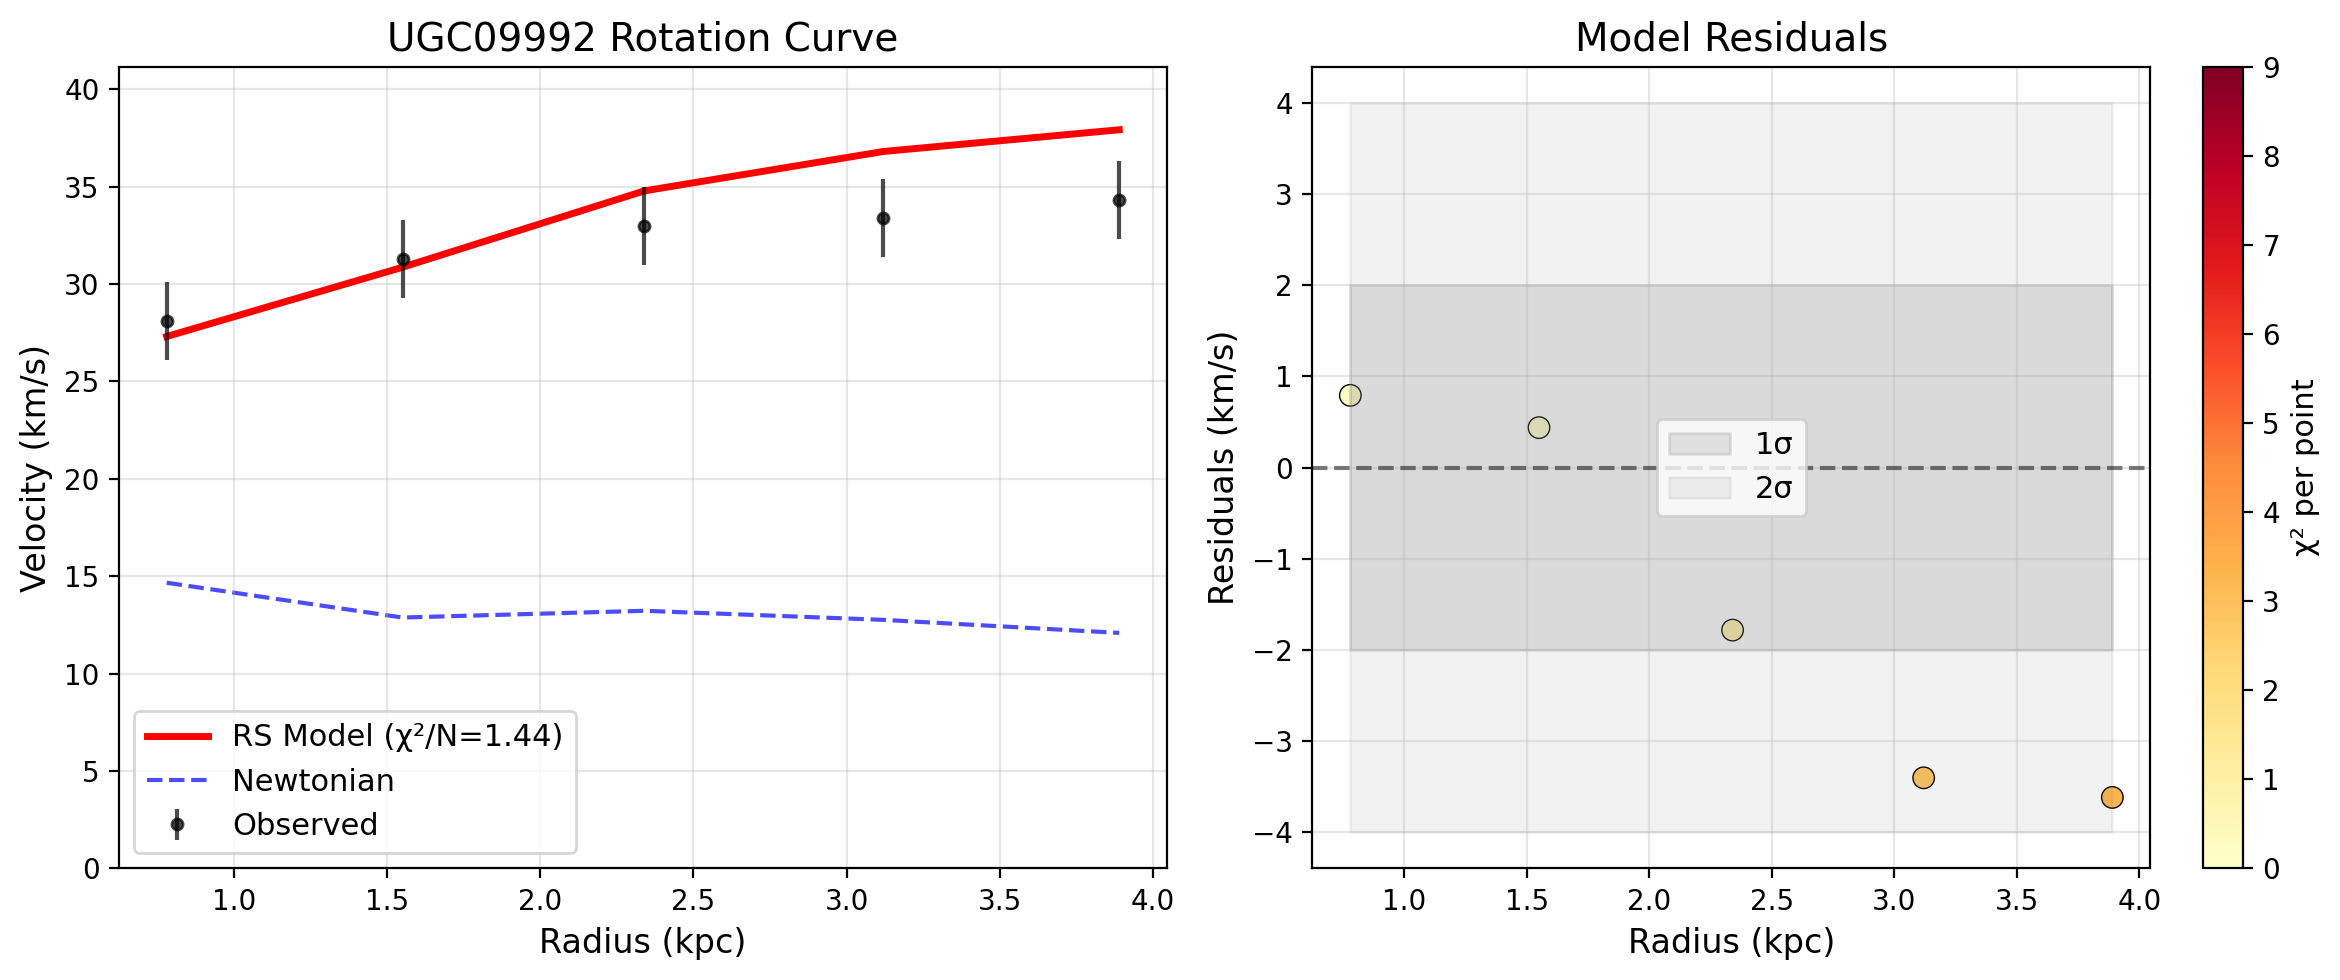 UGC09992 Rotation Curve
Velocity (km/s)
40
35
30
25
20
15
10
5
0
RS Model (χ²/N=1.44)
Newtonian
Observed
1.0 1.5 2.0 2.5 3.0 3.5 4.0
Radius (kpc)
Model Residuals
Residuals (km/s)
4
3
2
1
0
−1
−2
−3
−4
1σ
2σ
1.0 1.5 2.0 2.5 3.0 3.5 4.0
Radius (kpc)
9
8
7
6
5
4
3
2
1
0
χ² per point